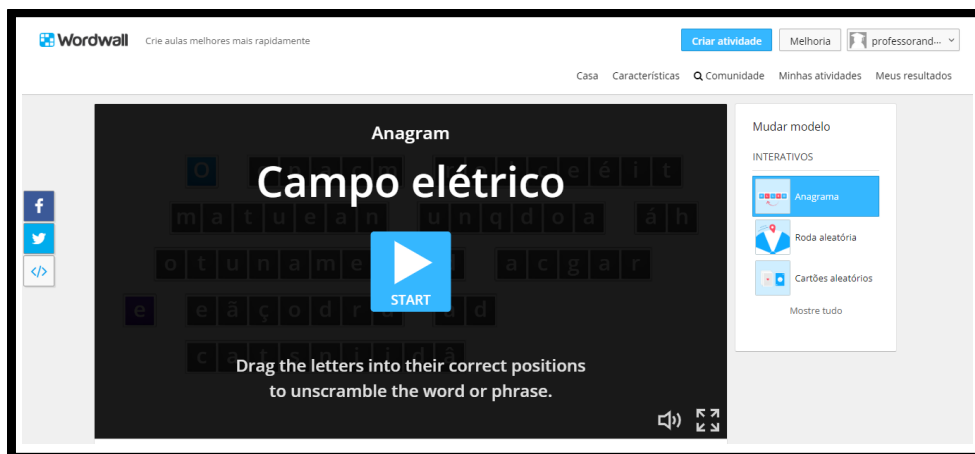 Wordwall Crie aulas melhores mais rapidamente Criar atividade Melhoria professorand...
Casa Características Comunidade Minhas atividades Meus resultados
Anagram
Campo elétrico
START
Drag the letters into their correct positions
to unscramble the word or phrase.
m a t u e a n u n q d o a á h
o t u n a m e a c g a r
e e ã ç o d r d
Mudar modelo
INTERATIVOS
Anagrama
Roda aleatória
Cartões aleatórios
Mostre tudo
f
</>